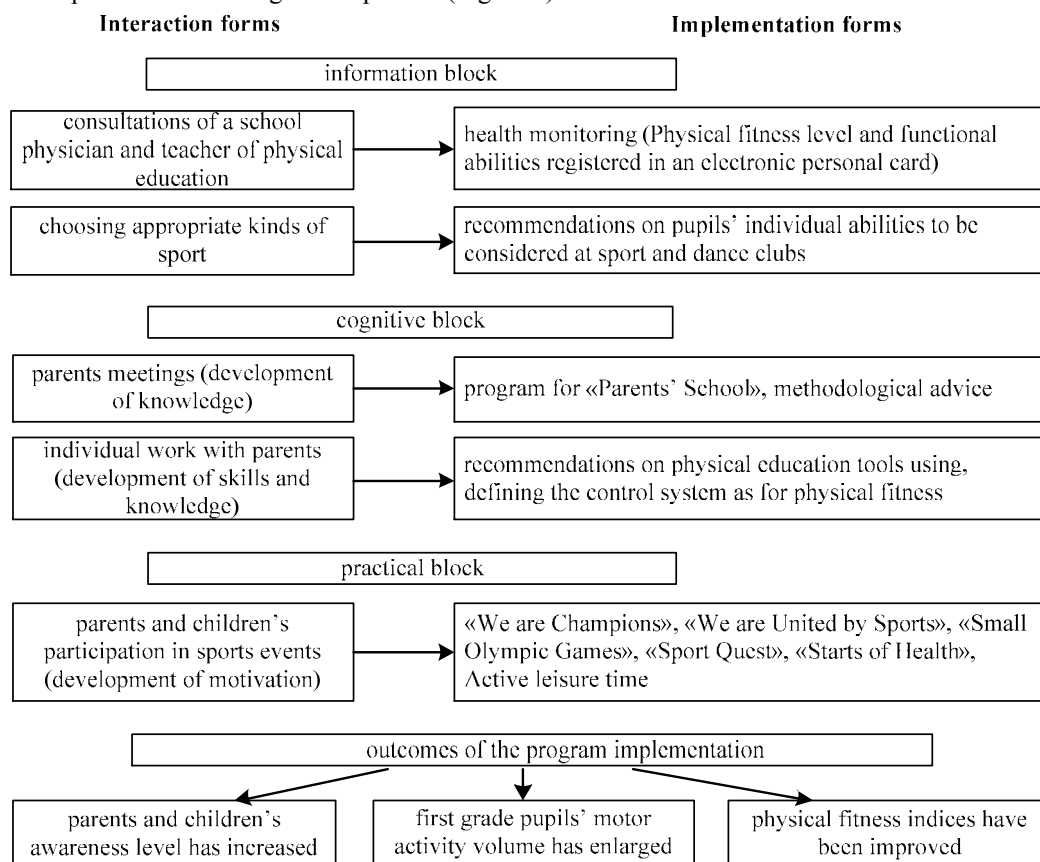 Interaction forms
Implementation forms
information block
consultations of a school
physician and teacher of physical
education
health monitoring (Physical fitness level and functional
abilities registered in an electronic personal card)
choosing appropriate kinds of
sport
recommendations on pupils’ individual abilities to be
considered at sport and dance clubs
cognitive block
parents meetings (development
of knowledge)
program for «Parents’ School», methodological advice
individual work with parents
(development of skills and
knowledge)
recommendations on physical education tools using,
defining the control system as for physical fitness
practical block
parents and children’s
participation in sports events
(development of motivation)
«We are Champions», «We are United by Sports», «Small
Olympic Games», «Sport Quest», «Starts of Health»,
Active leisure time
outcomes of the program implementation
parents and children’s
awareness level has increased
first grade pupils’ motor
activity volume has enlarged
physical fitness indices have
been improved